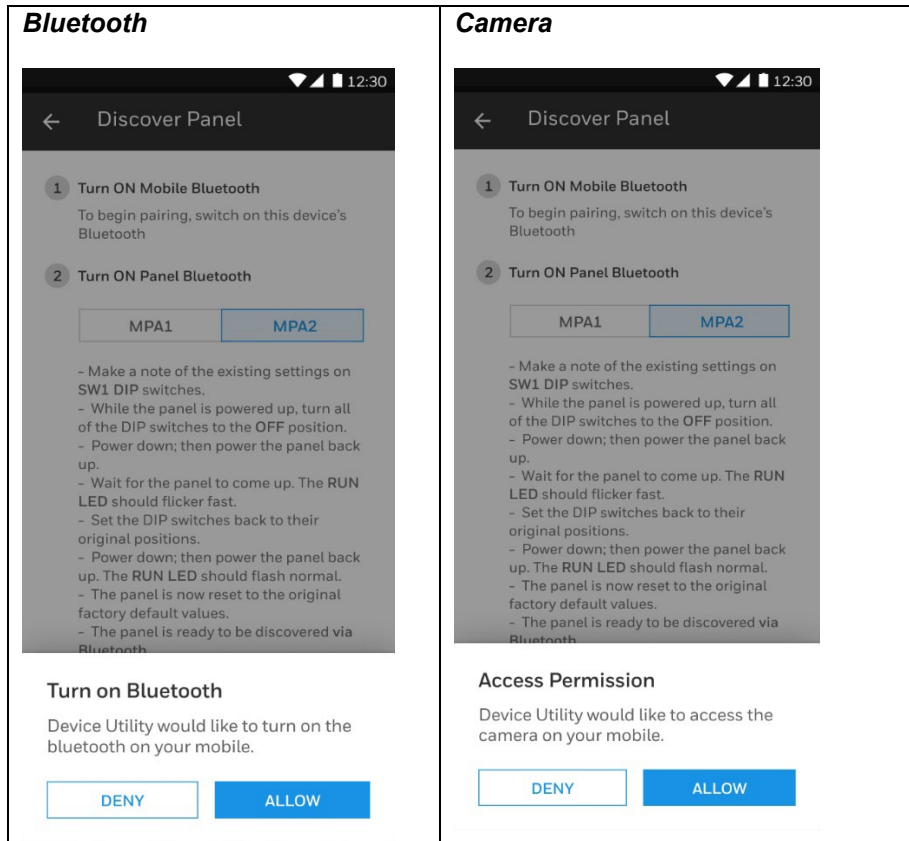 Bluetooth
12:30
Discover Panel
1 Turn ON Mobile Bluetooth
To begin pairing, switch on this device's
Bluetooth
2 Turn ON Panel Bluetooth
MPA1 MPA2
- Make a note of the existing settings on
SW1 DIP switches.
- While the panel is powered up, turn all
of the DIP switches to the OFF position.
- Power down; then power the panel back
up.
- Wait for the panel to come up. The RUN
LED should flicker fast.
- Set the DIP switches back to their
original positions.
- Power down; then power the panel back
up. The RUN LED should flash normal.
- The panel is now reset to the original
factory default values.
- The panel is ready to be discovered via
Bluetooth
Turn on Bluetooth
Device Utility would like to turn on the
bluetooth on your mobile.
DENY ALLOW
Camera
12:30
Discover Panel
1 Turn ON Mobile Bluetooth
To begin pairing, switch on this device's
Bluetooth
2 Turn ON Panel Bluetooth
MPA1 MPA2
- Make a note of the existing settings on
SW1 DIP switches.
- While the panel is powered up, turn all
of the DIP switches to the OFF position.
- Power down; then power the panel back
up.
- Wait for the panel to come up. The RUN
LED should flicker fast.
- Set the DIP switches back to their
original positions.
- Power down; then power the panel back
up. The RUN LED should flash normal.
- The panel is now reset to the original
factory default values.
- The panel is ready to be discovered via
Bluetooth
Access Permission
Device Utility would like to access the
camera on your mobile.
DENY ALLOW